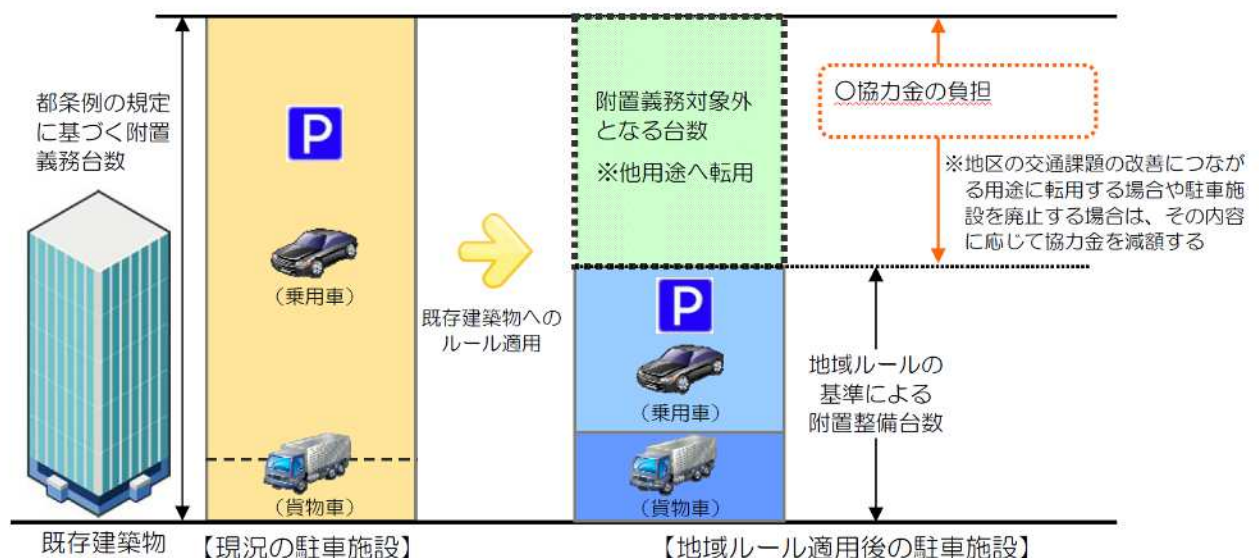 都条例の規定
に基づく附置
義務台数
既存建築物
P
（乗用車）
（貨物車）
【現況の駐車施設】
既存建築物への
ルール適用
附置義務対象外
となる台数
※他用途へ転用
P
（乗用車）
（貨物車）
【地域ルール適用後の駐車施設】
〇協力金の負担
※地区の交通課題の改善につなが
る用途に転用する場合や駐車施
設を廃止する場合は、その内容
に応じて協力金を減額する
地域ルールの
基準による
附置整備台数